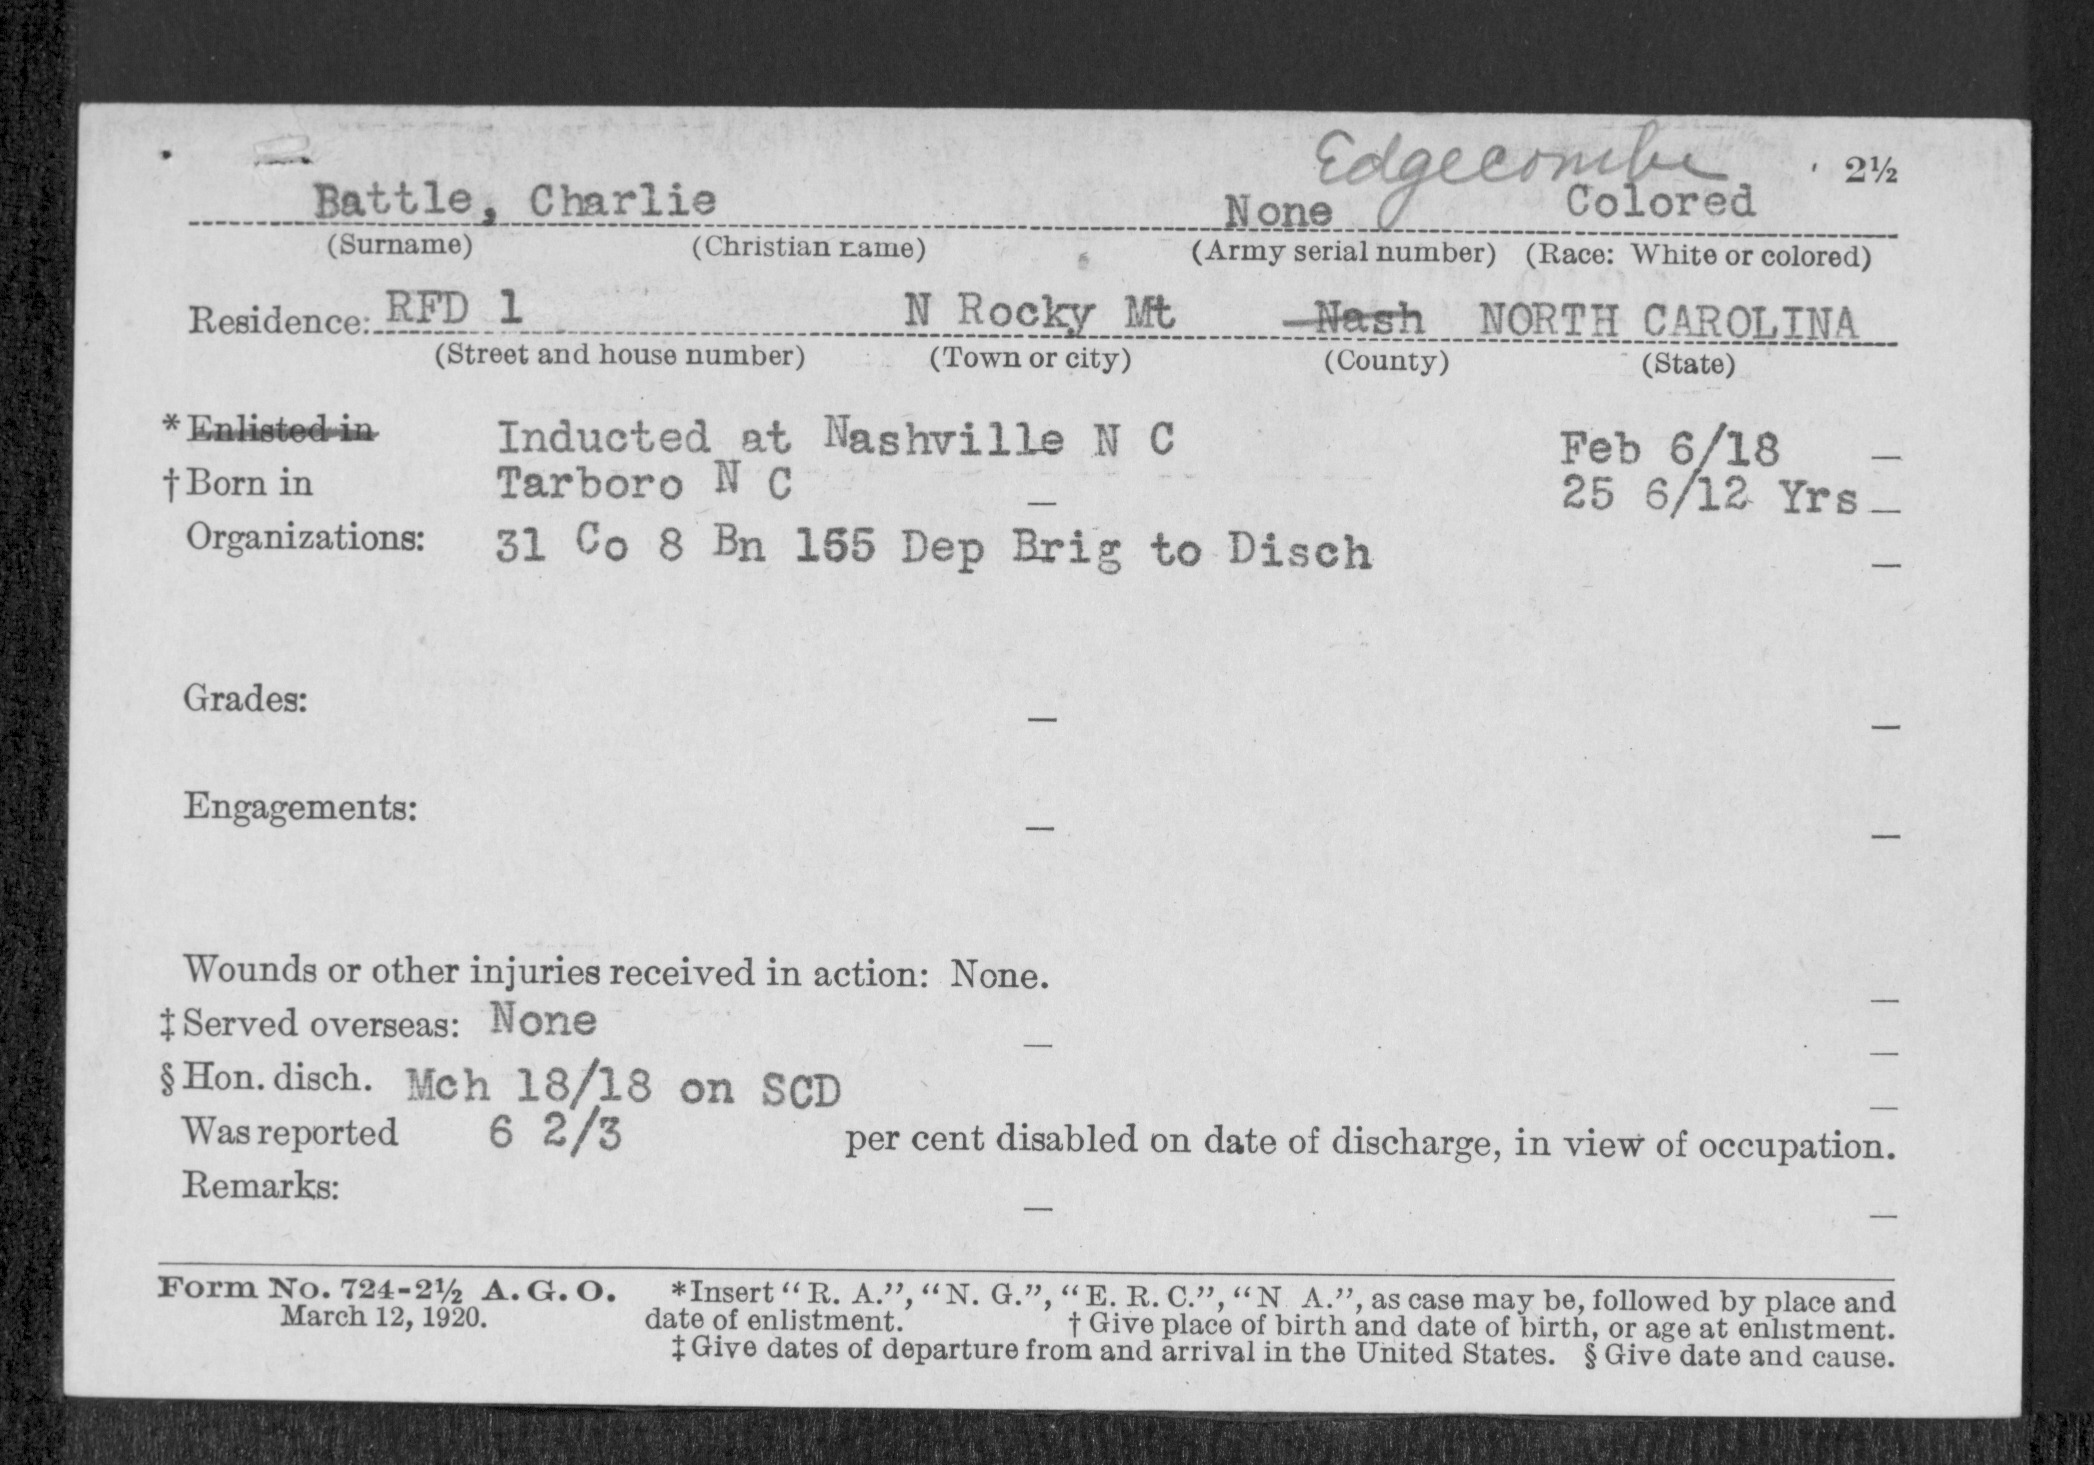 Edgecombe 2½
Battle, Charlie None Colored
(Surname) (Christian name) (Army serial number) (Race: White or colored)
Residence: RFD 1 N Rocky Mt Nash NORTH CAROLINA
(Street and house number) (Town or city) (County) (State)
*Enlisted in Inducted at Nashville N C Feb 6/18 —
†Born in Tarboro N C — 25 6/12 Yrs —
Organizations: 31 Co 8 Bn 155 Dep Brig to Disch —
Grades: — —
Engagements: — —
Wounds or other injuries received in action: None. —
‡Served overseas: None — —
§Hon. disch. Mch 18/18 on SCD —
Was reported 6 2/3 per cent disabled on date of discharge, in view of occupation.
Remarks: — —
Form No. 724-2½ A. G. O. *Insert "R. A.", "N. G.", "E. R. C.", "N A.", as case may be, followed by place and
March 12, 1920. date of enlistment. †Give place of birth and date of birth, or age at enlistment.
‡Give dates of departure from and arrival in the United States. §Give date and cause.